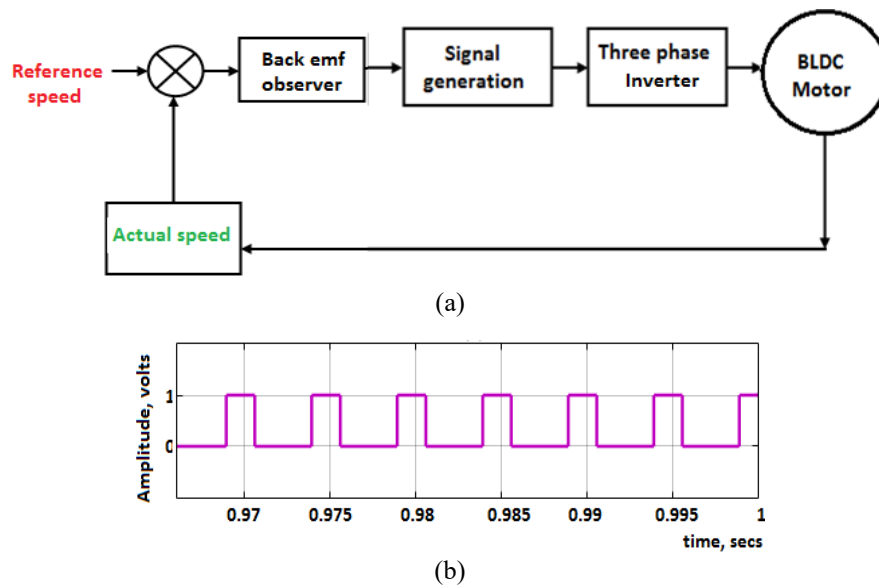 Reference
speed
Back emf
observer
Signal
generation
Three phase
Inverter
BLDC
Motor
Actual speed
(a)
Amplitude, volts
1
0
0.97 0.975 0.98 0.985 0.99 0.995 1
time, secs
(b)